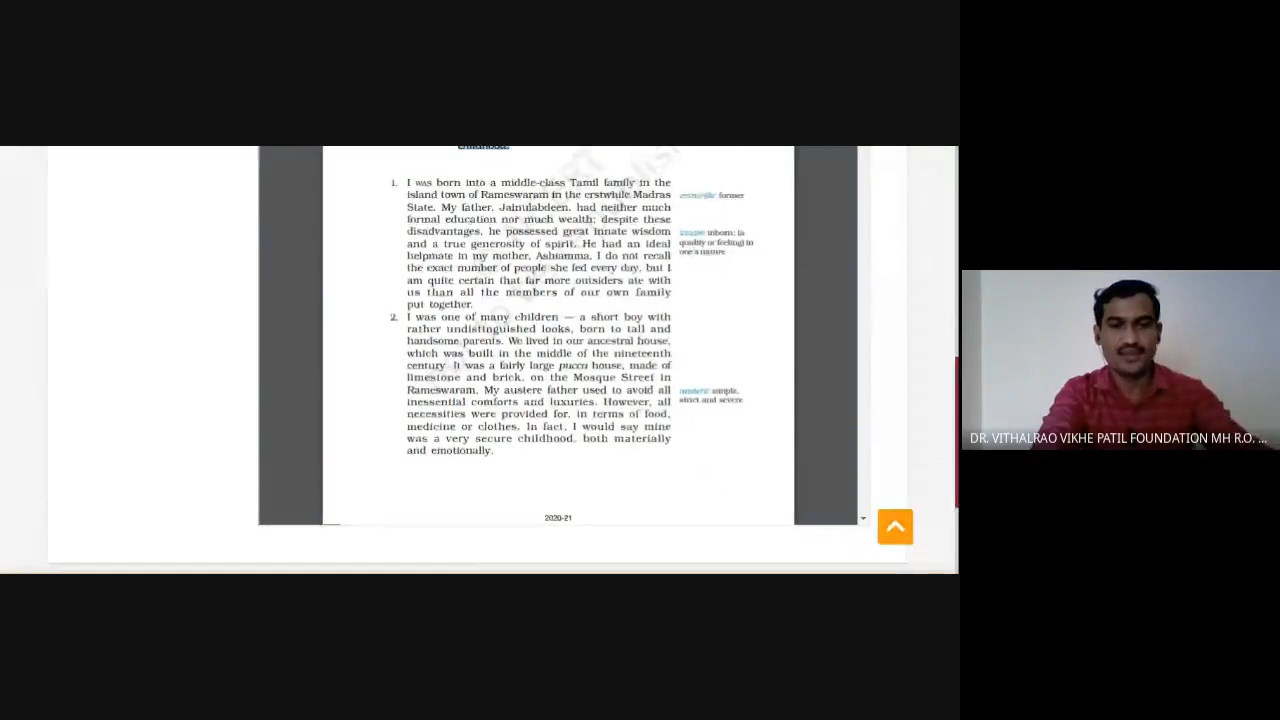 childhood.
1. I was born into a middle-class Tamil family in the
island town of Rameswaram in the erstwhile Madras
State. My father, Jainulabdeen, had neither much
formal education nor much wealth; despite these
disadvantages, he possessed great innate wisdom
and a true generosity of spirit. He had an ideal
helpmate in my mother, Ashiamma. I do not recall
the exact number of people she fed every day, but I
am quite certain that far more outsiders ate with
us than all the members of our own family
put together.
erstwhile former
innate inborn; (a
quality or feeling) in
one's nature
2. I was one of many children — a short boy with
rather undistinguished looks, born to tall and
handsome parents. We lived in our ancestral house,
which was built in the middle of the nineteenth
century. It was a fairly large pucca house, made of
limestone and brick, on the Mosque Street in
Rameswaram. My austere father used to avoid all
inessential comforts and luxuries. However, all
necessities were provided for, in terms of food,
medicine or clothes. In fact, I would say mine
was a very secure childhood, both materially
and emotionally.
austere simple,
strict and severe
2020-21
DR. VITHALRAO VIKHE PATIL FOUNDATION MH R.O. ...